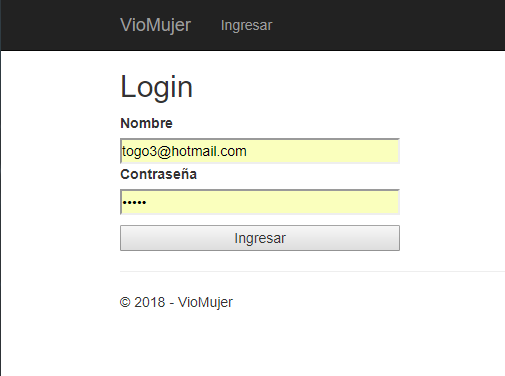 VioMujer Ingresar
Login
Nombre
togo3@hotmail.com
Contraseña
•••••
Ingresar
© 2018 - VioMujer